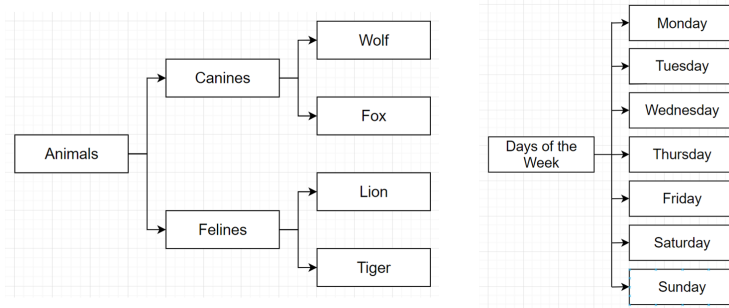 Animals
Canines
Wolf
Fox
Felines
Lion
Tiger
Days of the
Week
Monday
Tuesday
Wednesday
Thursday
Friday
Saturday
Sunday